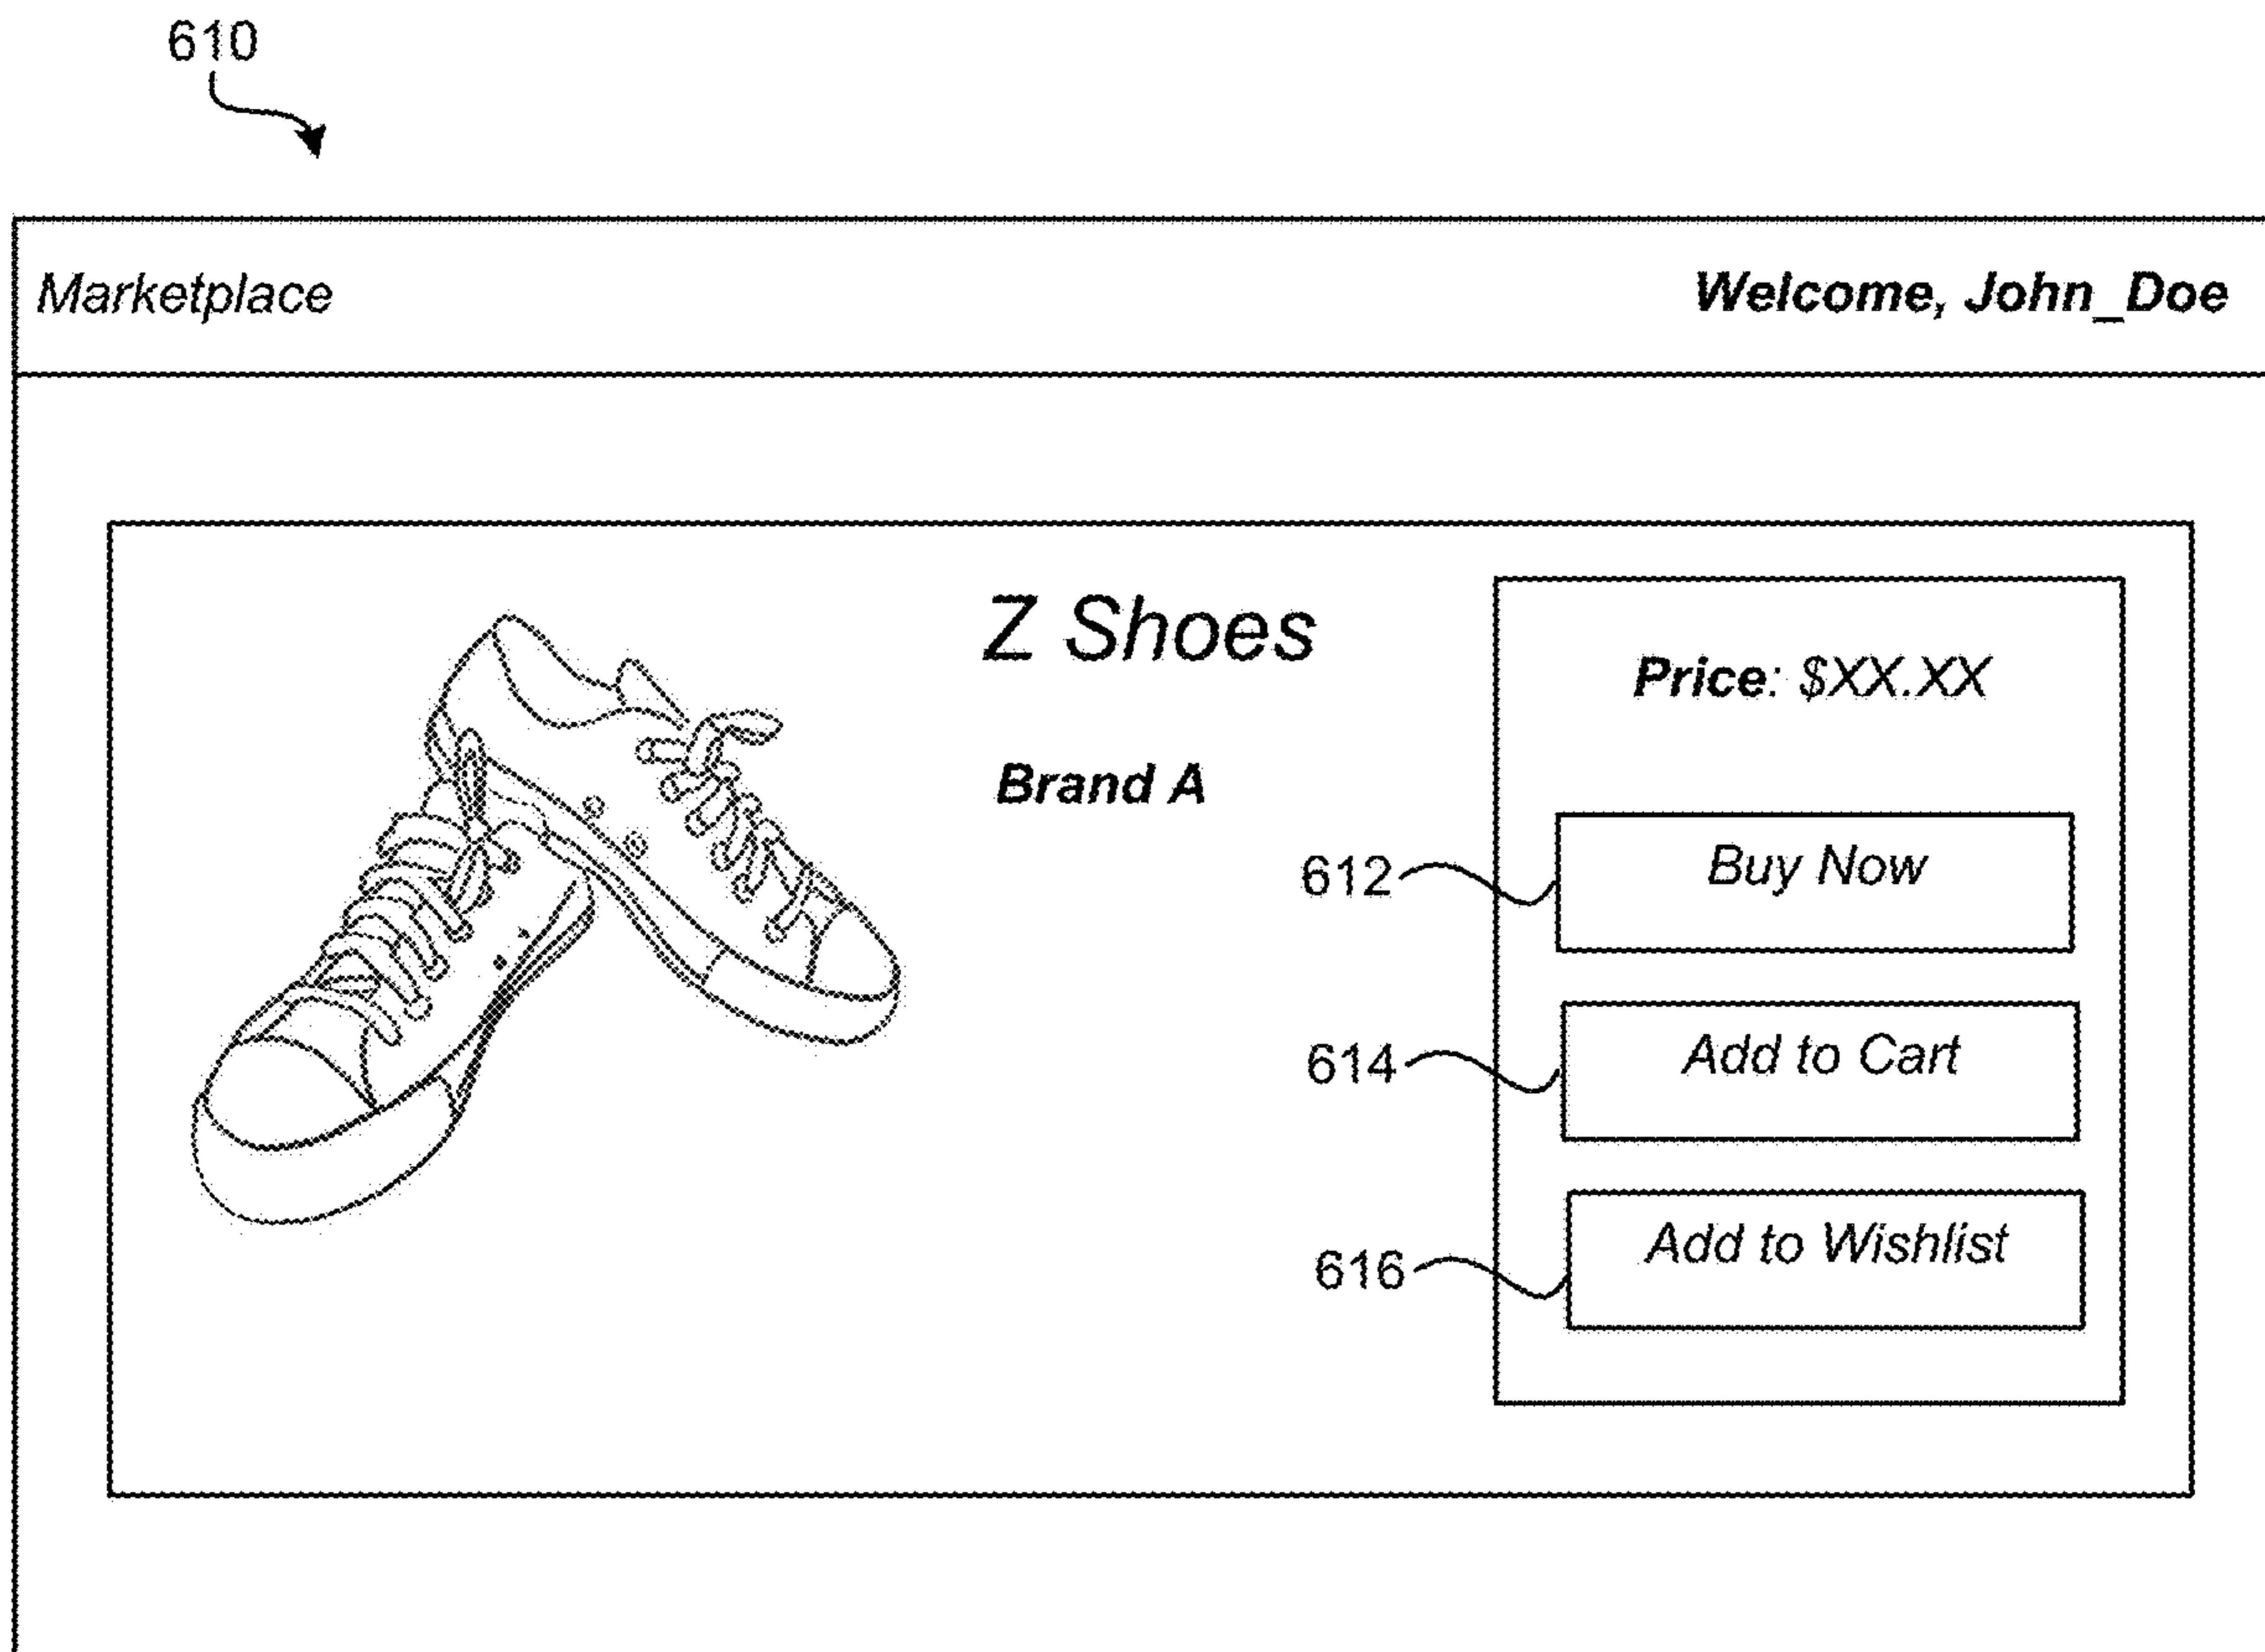 610
Marketplace
Welcome, John_Doe
Z Shoes
Brand A
Price: $XX.XX
612
Buy Now
614
Add to Cart
616
Add to Wishlist